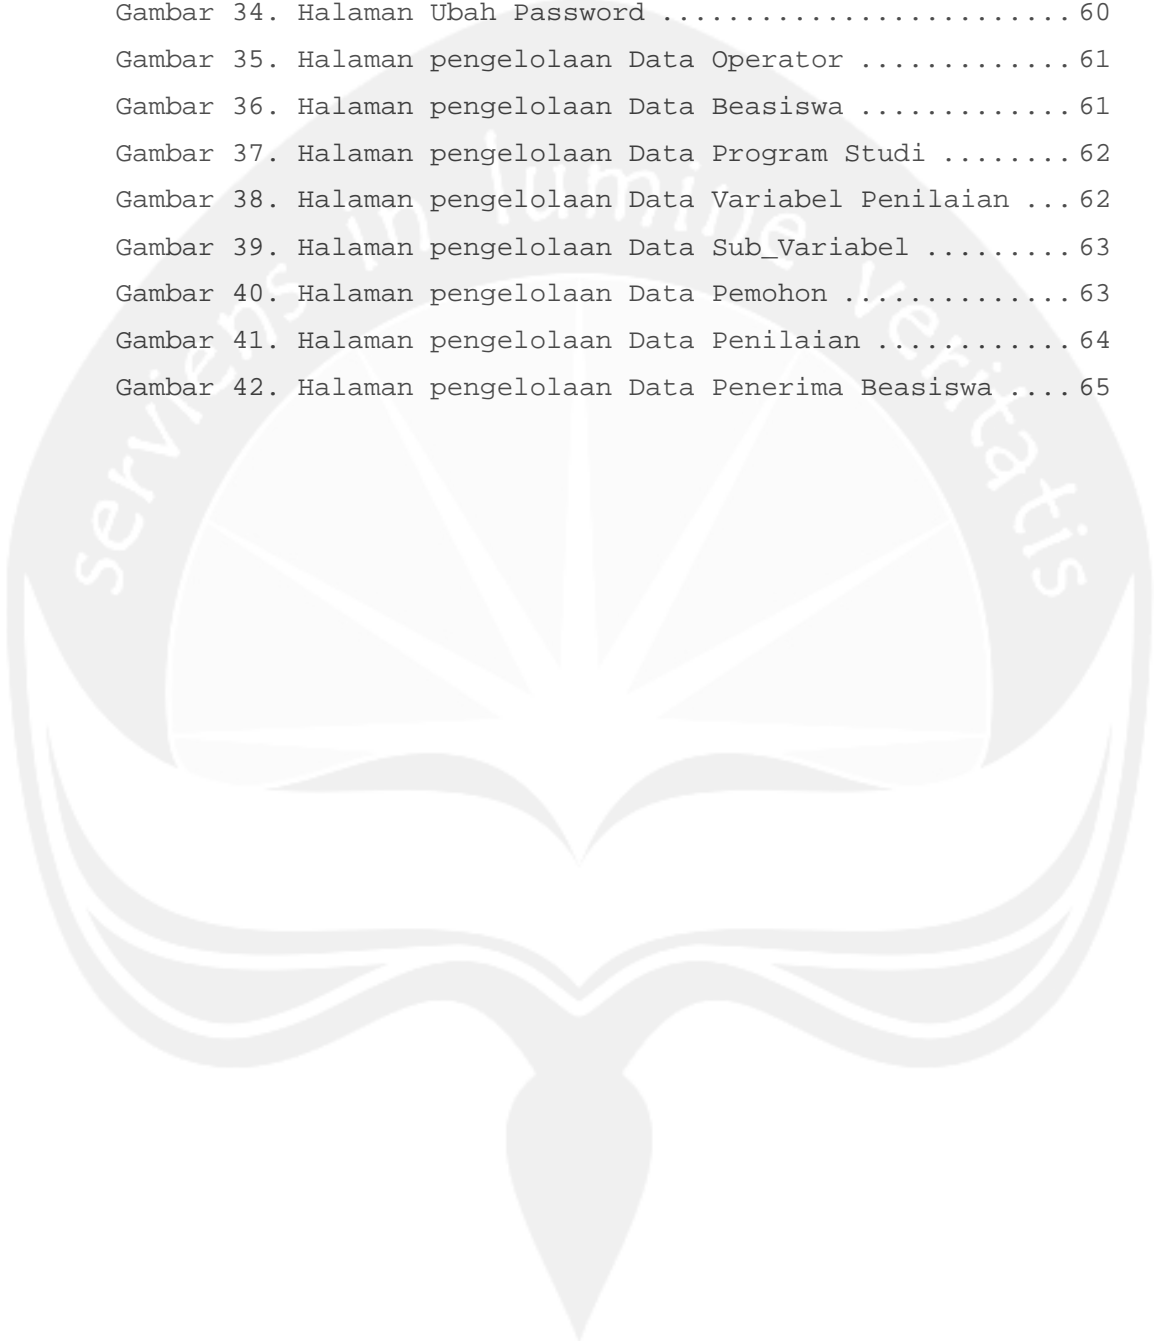 Gambar 34. Halaman Ubah Password ......................... 60
Gambar 35. Halaman pengelolaan Data Operator ............. 61
Gambar 36. Halaman pengelolaan Data Beasiswa ............. 61
Gambar 37. Halaman pengelolaan Data Program Studi ........ 62
Gambar 38. Halaman pengelolaan Data Variabel Penilaian ... 62
Gambar 39. Halaman pengelolaan Data Sub_Variabel ......... 63
Gambar 40. Halaman pengelolaan Data Pemohon .............. 63
Gambar 41. Halaman pengelolaan Data Penilaian ............ 64
Gambar 42. Halaman pengelolaan Data Penerima Beasiswa .... 65
serviens in lumine veritatis